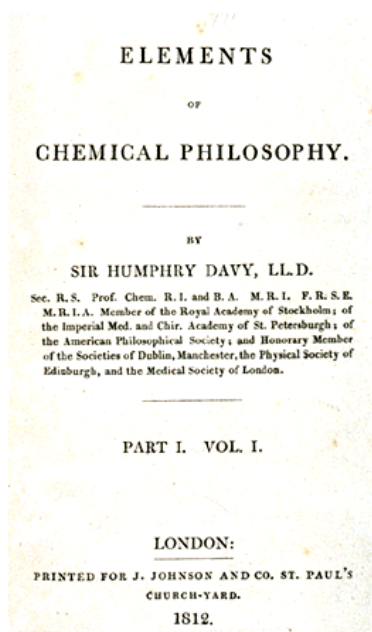 ELEMENTS
OF
CHEMICAL PHILOSOPHY.
BY
SIR HUMPHRY DAVY, LL.D.
Sec. R. S. Prof. Chem. R. I. and B. A. M. R. I. F. R. S. E.
M. R. I. A. Member of the Royal Academy of Stockholm; of
the Imperial Med. and Chir. Academy of St. Petersburgh; of
the American Philosophical Society; and Honorary Member
of the Societies of Dublin, Manchester, the Physical Society of
Edinburgh, and the Medical Society of London.
PART I. VOL. I.
LONDON:
PRINTED FOR J. JOHNSON AND CO. ST. PAUL'S
CHURCH-YARD.
1812.